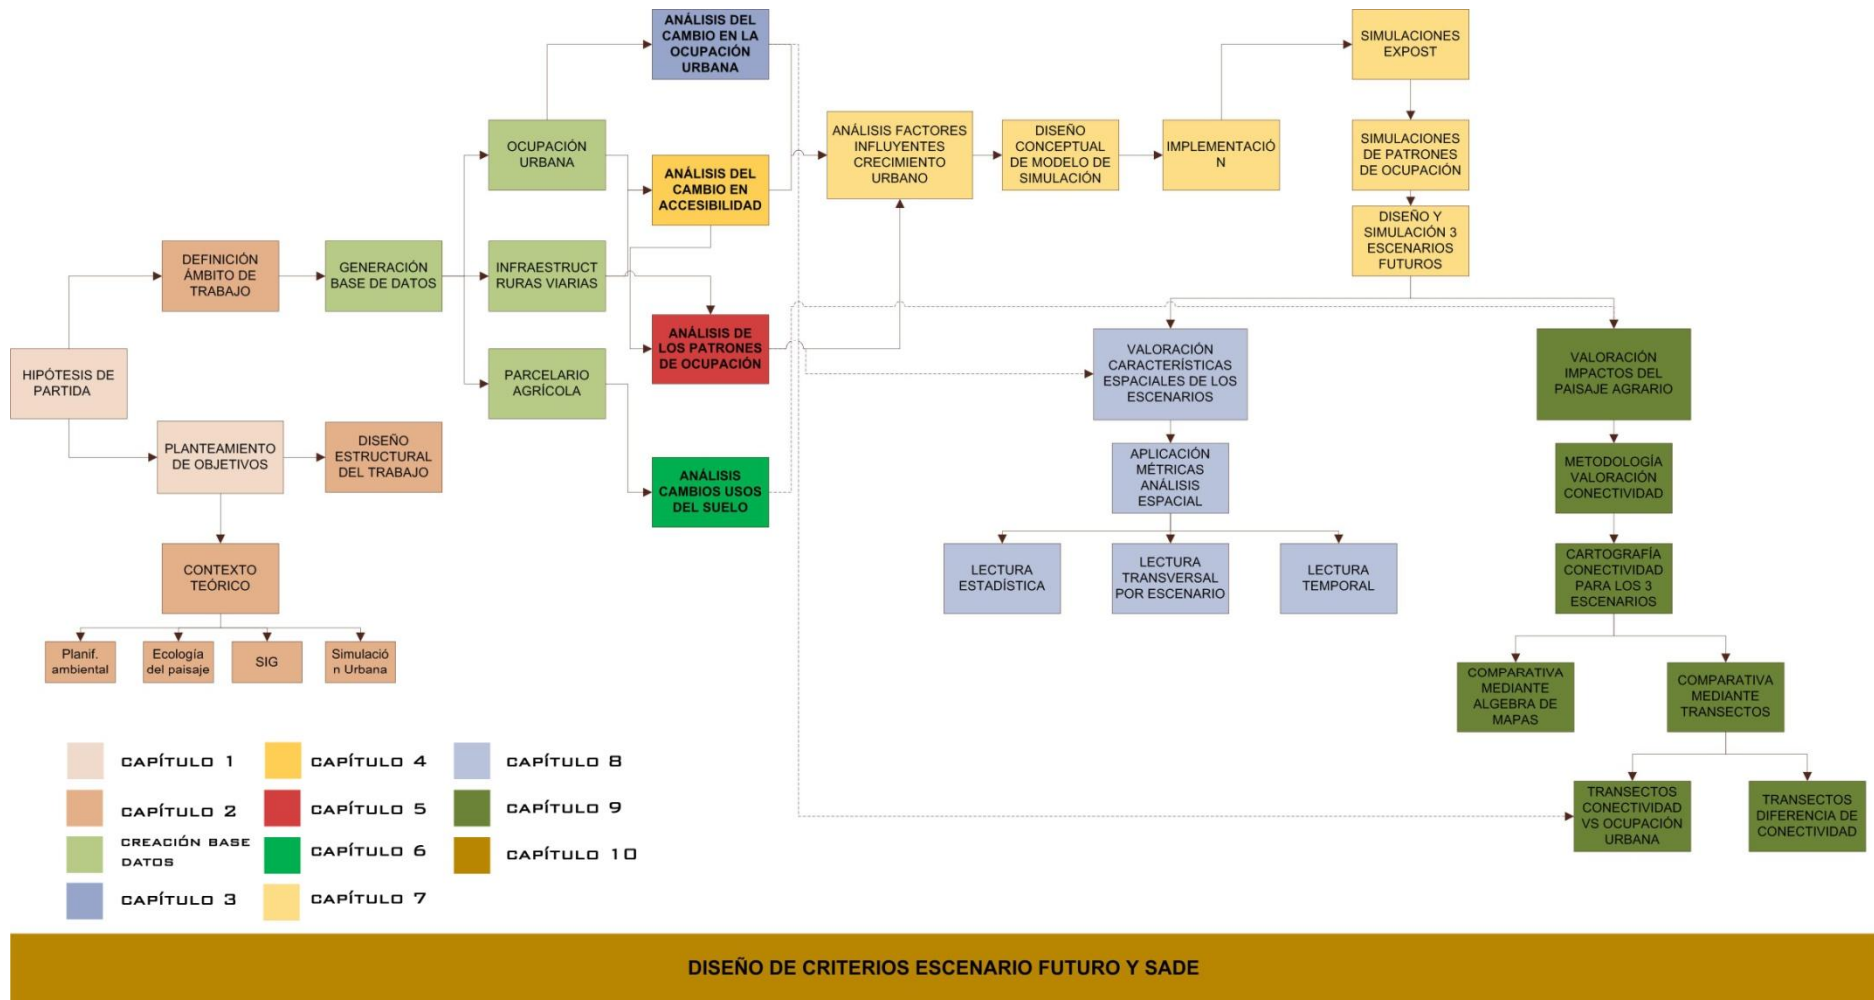 HIPÓTESIS DE
PARTIDA
DEFINICIÓN
ÁMBITO DE
TRABAJO
PLANTEAMIENTO
DE OBJETIVOS
DISEÑO
ESTRUCTURAL
DEL TRABAJO
CONTEXTO
TEÓRICO
Planif.
ambiental
Ecología
del paisaje
SIG
Simulació
n Urbana
GENERACIÓN
BASE DE DATOS
OCUPACIÓN
URBANA
INFRAESTRUCT
RURAS VIARIAS
PARCELARIO
AGRÍCOLA
ANÁLISIS DEL
CAMBIO EN LA
OCUPACIÓN
URBANA
ANÁLISIS DEL
CAMBIO EN
ACCESIBILIDAD
ANÁLISIS DE
LOS PATRONES
DE OCUPACIÓN
ANÁLISIS
CAMBIOS USOS
DEL SUELO
ANÁLISIS FACTORES
INFLUYENTES
CRECIMIENTO
URBANO
DISEÑO
CONCEPTUAL
DE MODELO DE
SIMULACIÓN
IMPLEMENTACIÓ
N
SIMULACIONES
EXPOST
SIMULACIONES
DE PATRONES
DE OCUPACIÓN
DISEÑO Y
SIMULACIÓN 3
ESCENARIOS
FUTUROS
VALORACIÓN
CARACTERÍSTICAS
ESPACIALES DE LOS
ESCENARIOS
APLICACIÓN
MÉTRICAS
ANÁLISIS
ESPACIAL
LECTURA
ESTADÍSTICA
LECTURA
TRANSVERSAL
POR ESCENARIO
LECTURA
TEMPORAL
VALORACIÓN
IMPACTOS DEL
PAISAJE AGRARIO
METODOLOGÍA
VALORACIÓN
CONECTIVIDAD
CARTOGRAFÍA
CONECTIVIDAD
PARA LOS 3
ESCENARIOS
COMPARATIVA
MEDIANTE
ALGEBRA DE
MAPAS
COMPARATIVA
MEDIANTE
TRANSECTOS
TRANSECTOS
CONECTIVIDAD
VS OCUPACIÓN
URBANA
TRANSECTOS
DIFERENCIA DE
CONECTIVIDAD
CAPÍTULO 1
CAPÍTULO 2
CREACIÓN BASE
DATOS
CAPÍTULO 3
CAPÍTULO 4
CAPÍTULO 5
CAPÍTULO 6
CAPÍTULO 7
CAPÍTULO 8
CAPÍTULO 9
CAPÍTULO 10
DISEÑO DE CRITERIOS ESCENARIO FUTURO Y SADE